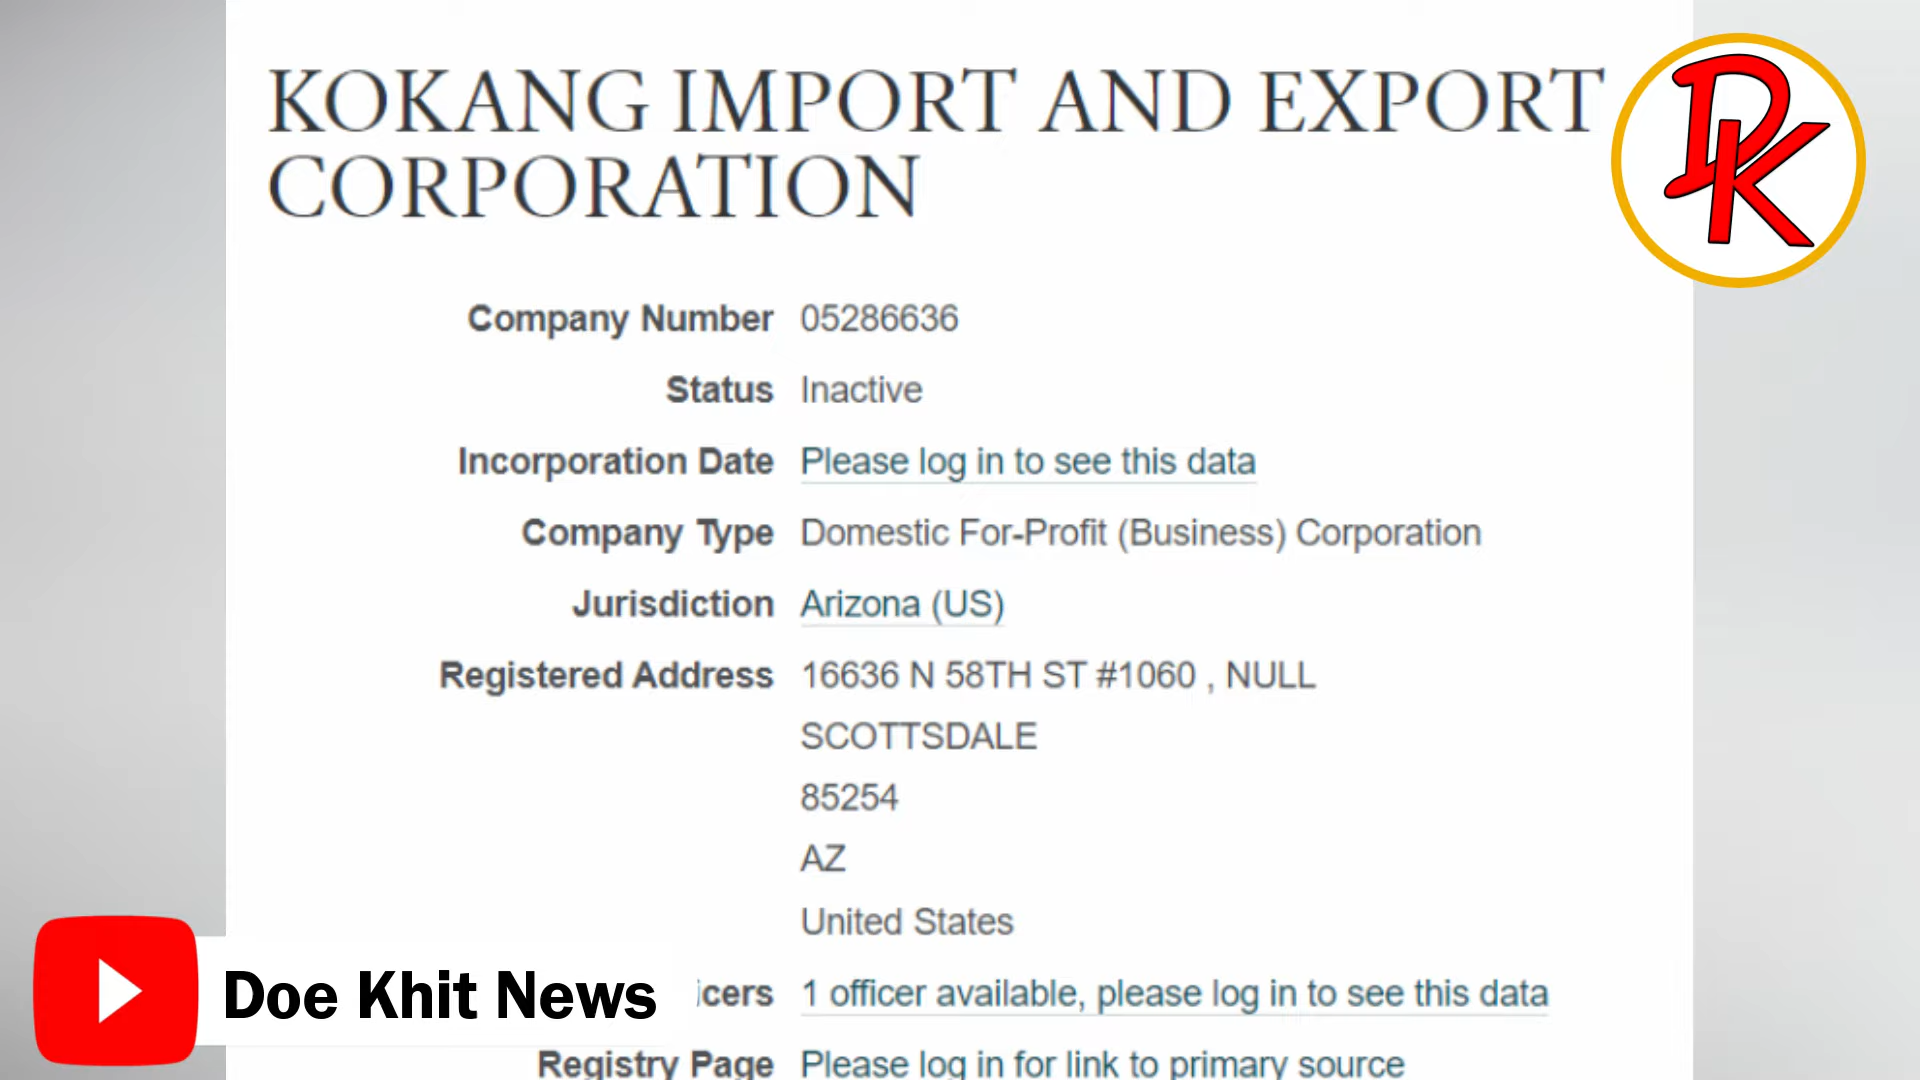 KOKANG IMPORT AND EXPORT
CORPORATION
DK
Company Number 05286636
Status Inactive
Incorporation Date Please log in to see this data
Company Type Domestic For-Profit (Business) Corporation
Jurisdiction Arizona (US)
Registered Address 16636 N 58TH ST #1060 , NULL
SCOTTSDALE
85254
AZ
United States
icers 1 officer available, please log in to see this data
Doe Khit News
Registry Page Please log in for link to primary source